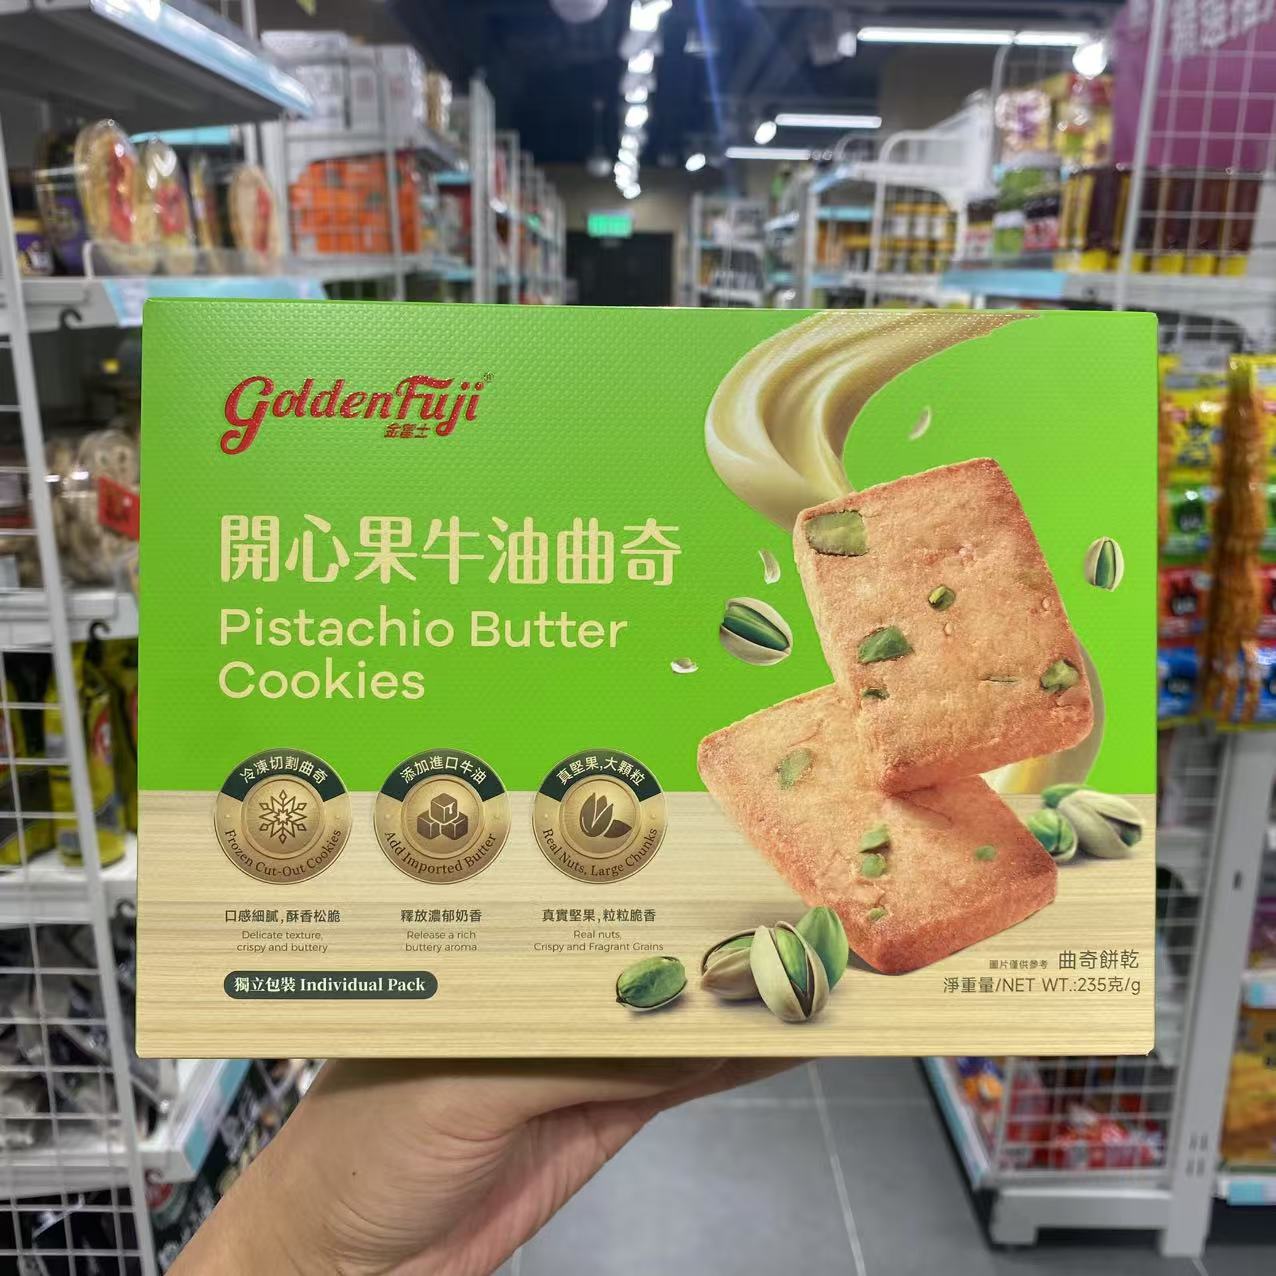 GoldenFuji®
金富士
開心果牛油曲奇
Pistachio Butter
Cookies
冷凍切割曲奇
Frozen Cut-Out Cookies
添加進口牛油
Add Imported Butter
真堅果,大顆粒
Real Nuts, Large Chunks
口感細膩,酥香松脆
Delicate texture,
crispy and buttery
釋放濃郁奶香
Release a rich
buttery aroma
真實堅果,粒粒脆香
Real nuts,
Crispy and Fragrant Grains
獨立包裝 Individual Pack
圖片僅供參考 曲奇餅乾
淨重量/NET WT.:235克/g